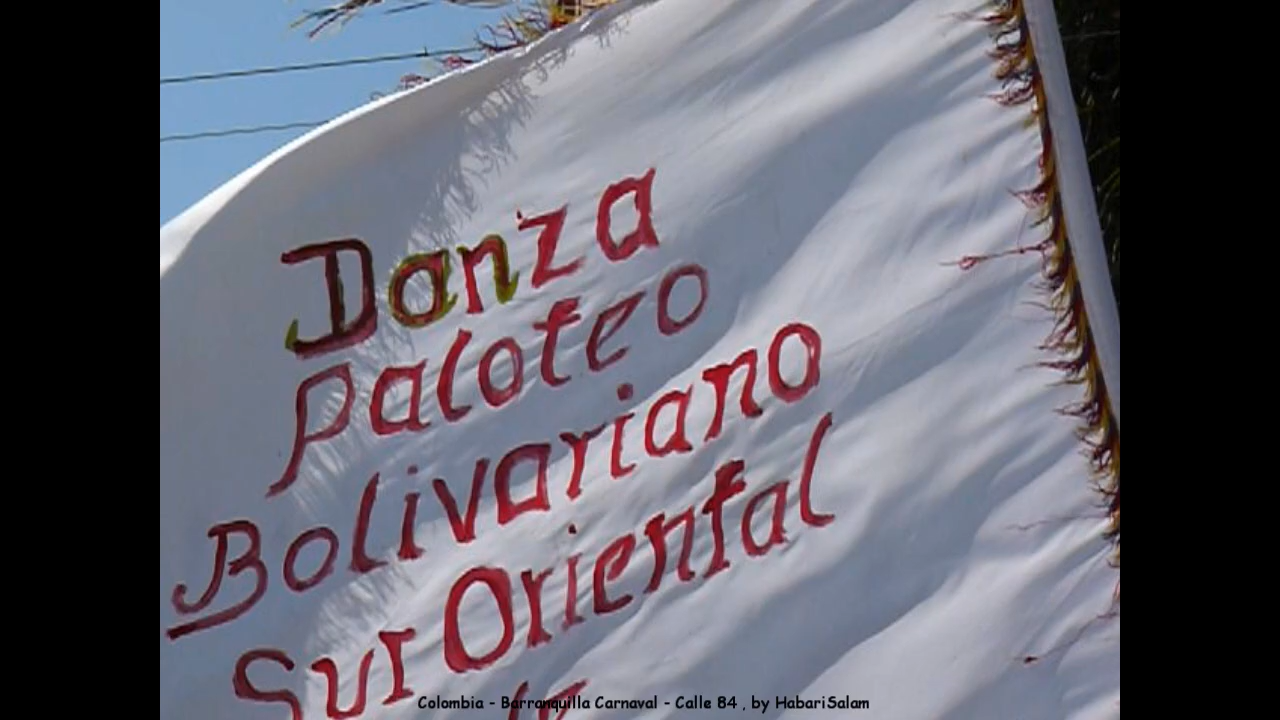 Danza
Paloteo
Bolivariano
Sur Oriental
Colombia - Barranquilla Carnaval - Calle 84 , by HabariSalam